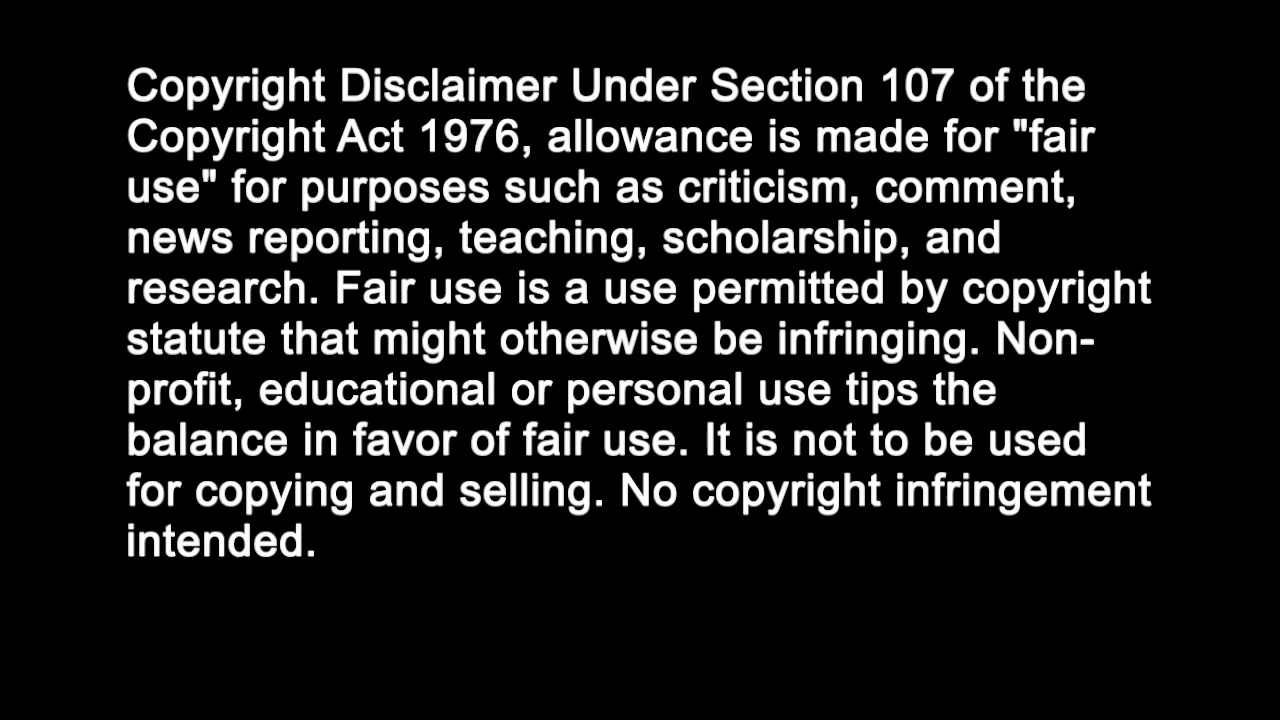 Copyright Disclaimer Under Section 107 of the
Copyright Act 1976, allowance is made for "fair
use" for purposes such as criticism, comment,
news reporting, teaching, scholarship, and
research. Fair use is a use permitted by copyright
statute that might otherwise be infringing. Non-
profit, educational or personal use tips the
balance in favor of fair use. It is not to be used
for copying and selling. No copyright infringement
intended.